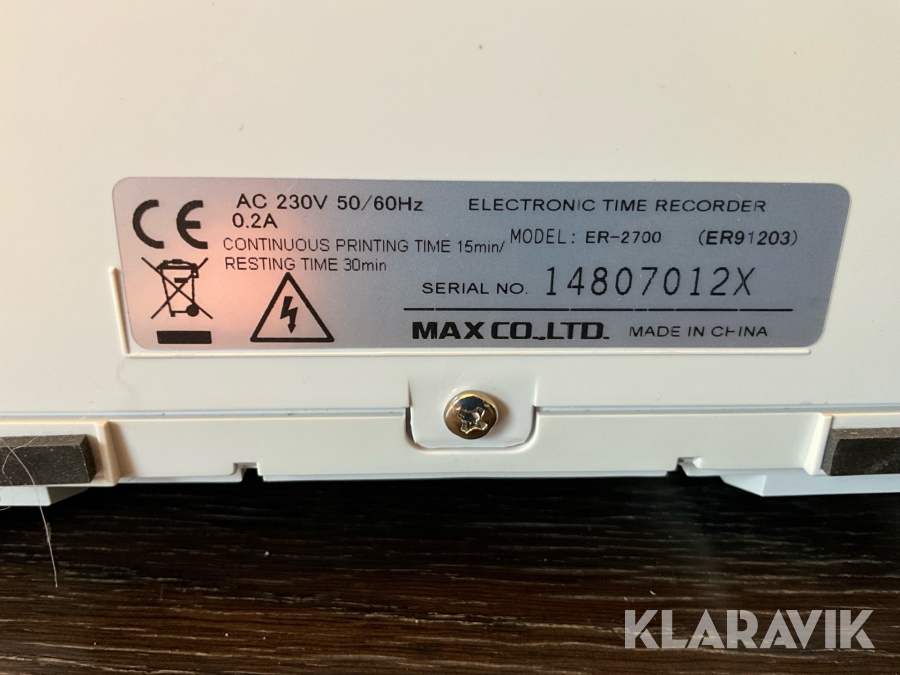 CE
AC 230V 50/60Hz
0.2A
CONTINUOUS PRINTING TIME 15min/
RESTING TIME 30min
ELECTRONIC TIME RECORDER
MODEL: ER-2700 (ER91203)
SERIAL NO. 14807012X
MAX CO.,LTD. MADE IN CHINA
KLARAVIK